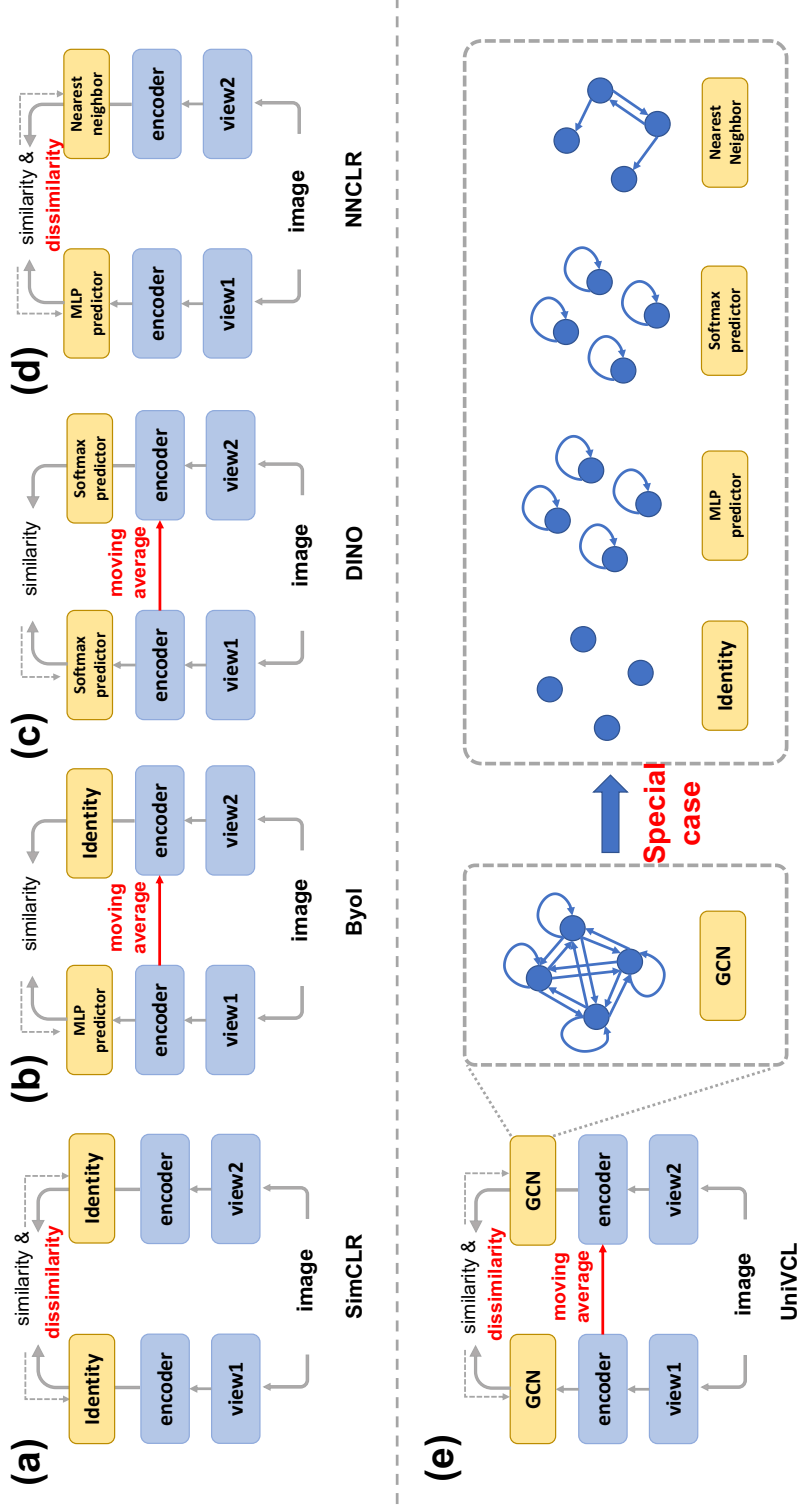 (a)
similarity &
dissimilarity
Identity
Identity
encoder
encoder
view1
view2
image
SimCLR
(b)
similarity
MLP
predictor
Identity
moving
average
encoder
encoder
view1
view2
image
Byol
(c)
similarity
Softmax
predictor
Softmax
predictor
moving
average
encoder
encoder
view1
view2
image
DINO
(d)
similarity &
dissimilarity
MLP
predictor
Nearest
neighbor
encoder
encoder
view1
view2
image
NNCLR
(e)
similarity &
dissimilarity
GCN
GCN
moving
average
encoder
encoder
view1
view2
image
UniVCL
GCN
Special
case
Identity
MLP
predictor
Softmax
predictor
Nearest
Neighbor